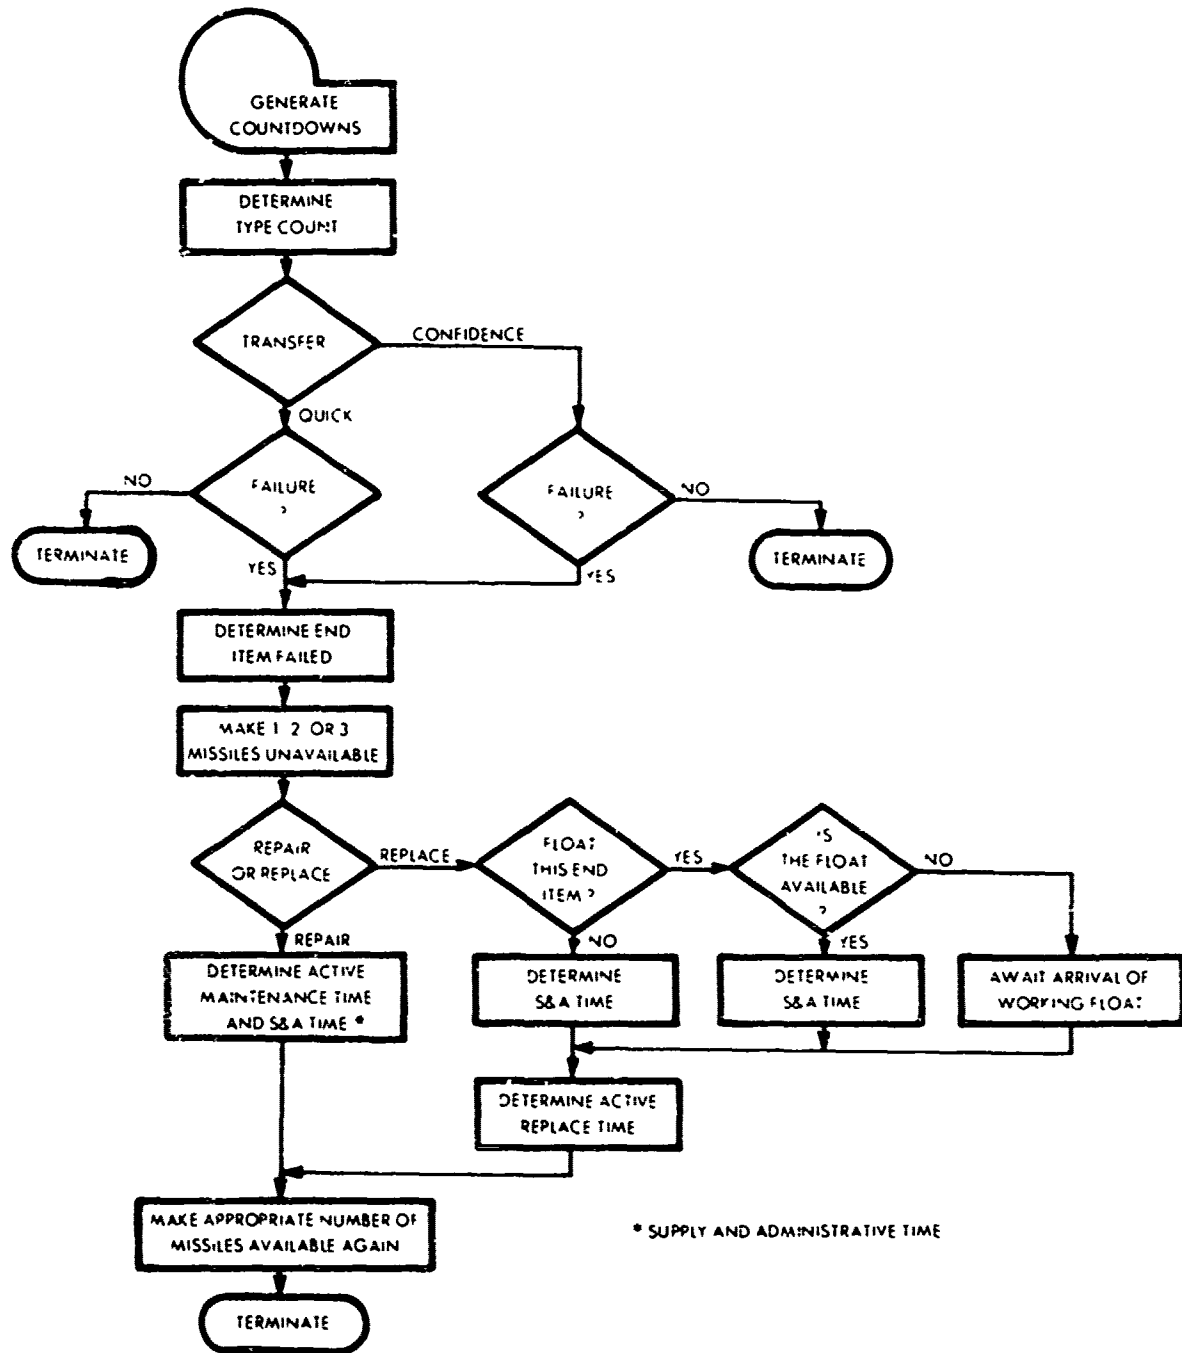 GENERATE
COUNTDOWNS
DETERMINE
TYPE COUNT
TRANSFER
CONFIDENCE
QUICK
NO
FAILURE
?
FAILURE
?
NO
TERMINATE
TERMINATE
YES
YES
DETERMINE END
ITEM FAILED
MAKE 1 2 OR 3
MISSILES UNAVAILABLE
REPAIR
OR REPLACE
REPLACE
FLOAT
THIS END
ITEM ?
YES
IS
THE FLOAT
AVAILABLE
?
NO
REPAIR
NO
YES
DETERMINE ACTIVE
MAINTENANCE TIME
AND S&A TIME *
DETERMINE
S&A TIME
DETERMINE
S&A TIME
AWAIT ARRIVAL OF
WORKING FLOAT
DETERMINE ACTIVE
REPLACE TIME
MAKE APPROPRIATE NUMBER OF
MISSILES AVAILABLE AGAIN
* SUPPLY AND ADMINISTRATIVE TIME
TERMINATE